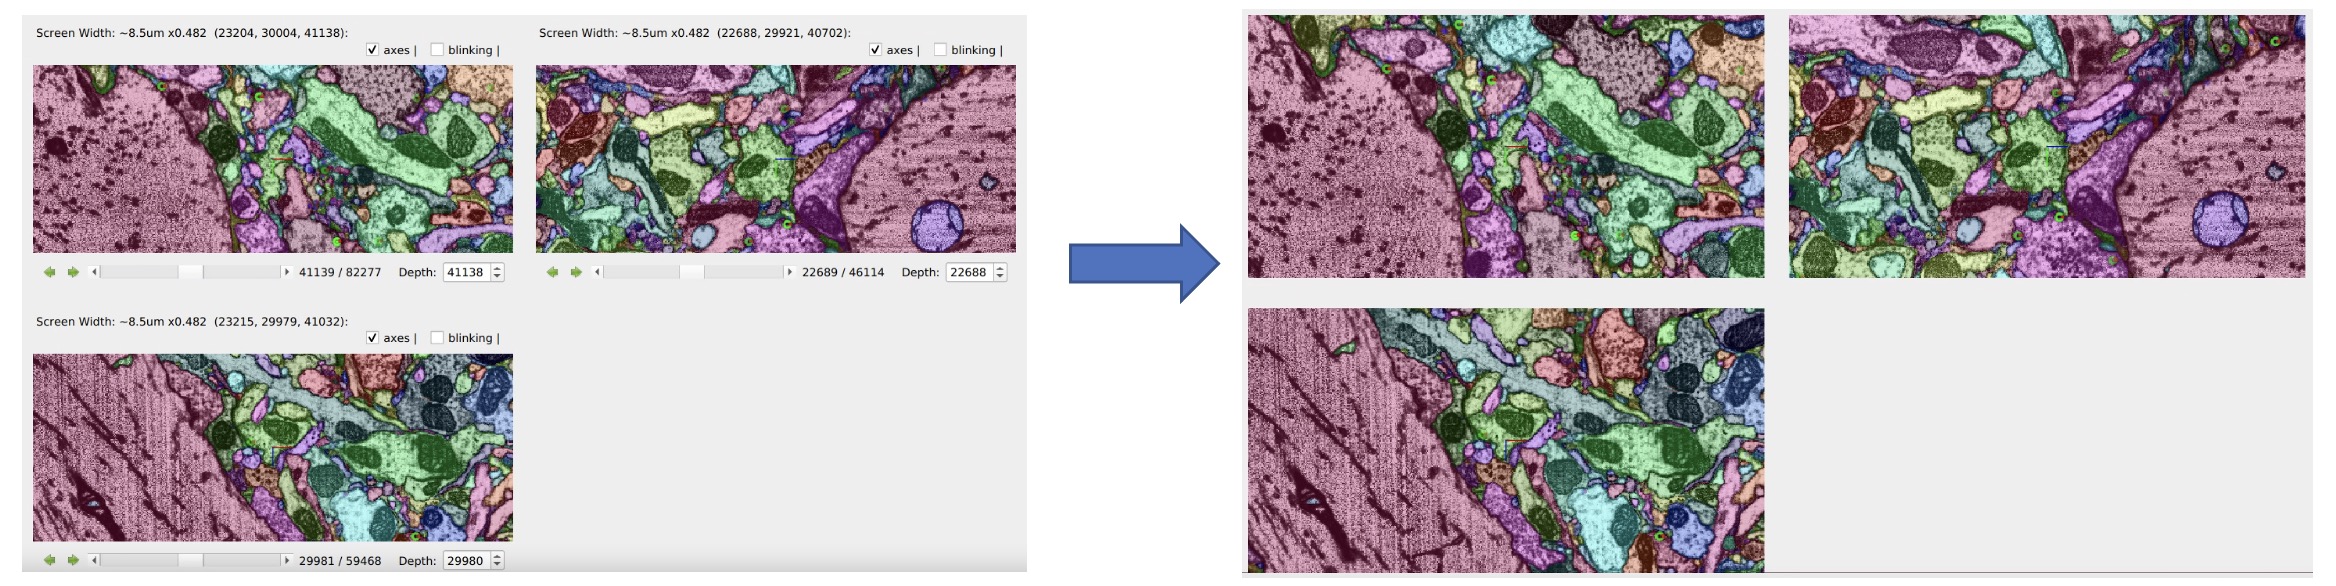 Screen Width: ~8.5um x0.482 (23204, 30004, 41138):
axes | blinking |
41139 / 82277 Depth: 41138
Screen Width: ~8.5um x0.482 (22688, 29921, 40702):
axes | blinking |
22689 / 46114 Depth: 22688
Screen Width: ~8.5um x0.482 (23215, 29979, 41032):
axes | blinking |
29981 / 59468 Depth: 29980